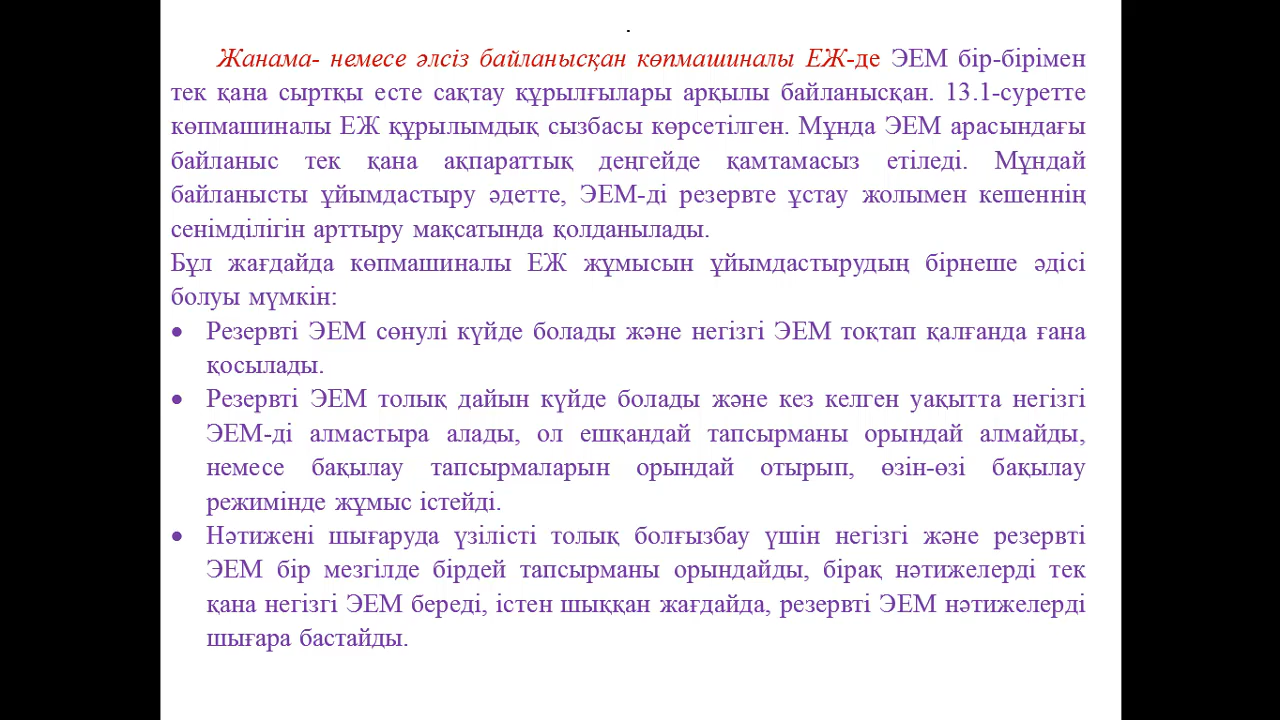 .
Жанама- немесе әлсіз байланысқан көпмашиналы ЕЖ-де ЭЕМ бір-бірімен
тек қана сыртқы есте сақтау құрылғылары арқылы байланысқан. 13.1-суретте
көпмашиналы ЕЖ құрылымдық сызбасы көрсетілген. Мұнда ЭЕМ арасындағы
байланыс тек қана ақпараттық деңгейде қамтамасыз етіледі. Мұндай
байланысты ұйымдастыру әдетте, ЭЕМ-ді резервте ұстау жолымен кешеннің
сенімділігін арттыру мақсатында қолданылады.
Бұл жағдайда көпмашиналы ЕЖ жұмысын ұйымдастырудың бірнеше әдісі
болуы мүмкін:
• Резервті ЭЕМ сөнулі күйде болады және негізгі ЭЕМ тоқтап қалғанда ғана
қосылады.
• Резервті ЭЕМ толық дайын күйде болады және кез келген уақытта негізгі
ЭЕМ-ді алмастыра алады, ол ешқандай тапсырманы орындай алмайды,
немесе бақылау тапсырмаларын орындай отырып, өзін-өзі бақылау
режимінде жұмыс істейді.
• Нәтижені шығаруда үзілісті толық болғызбау үшін негізгі және резервті
ЭЕМ бір мезгілде бірдей тапсырманы орындайды, бірақ нәтижелерді тек
қана негізгі ЭЕМ береді, істен шыққан жағдайда, резервті ЭЕМ нәтижелерді
шығара бастайды.